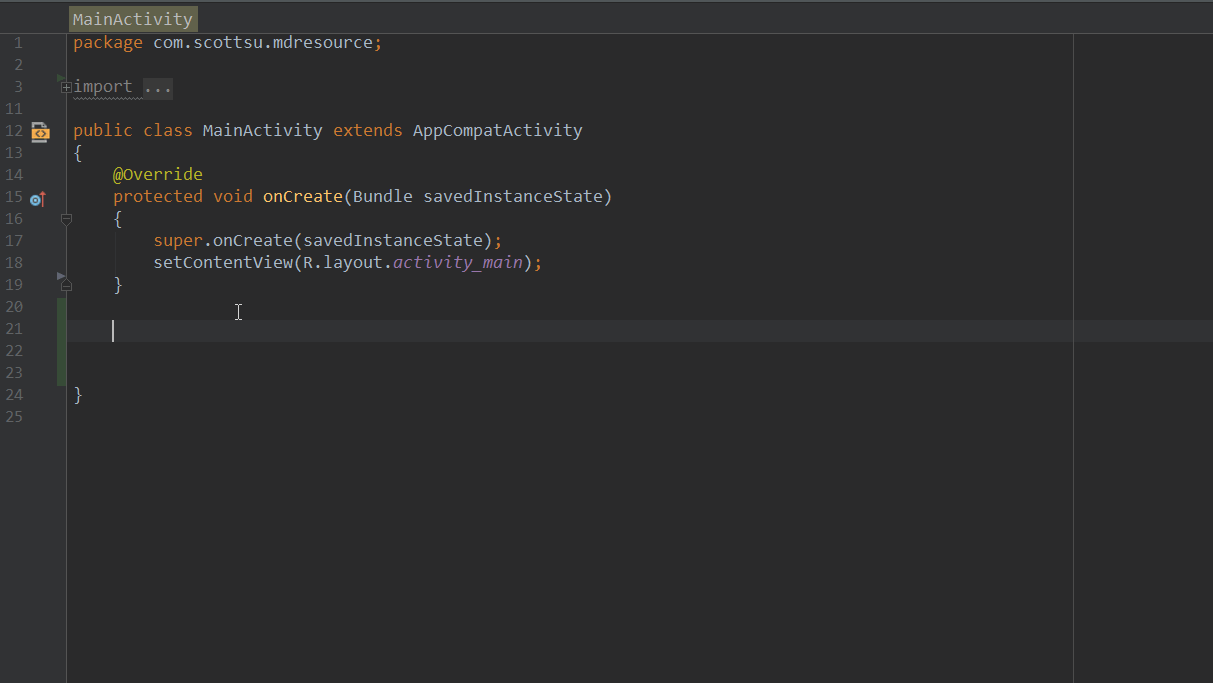 MainActivity
1 package com.scottsu.mdresource;
2
3 import ...
11
12 public class MainActivity extends AppCompatActivity
13 {
14 @Override
15 protected void onCreate(Bundle savedInstanceState)
16 {
17 super.onCreate(savedInstanceState);
18 setContentView(R.layout.activity_main);
19 }
20
21
22
23
24 }
25